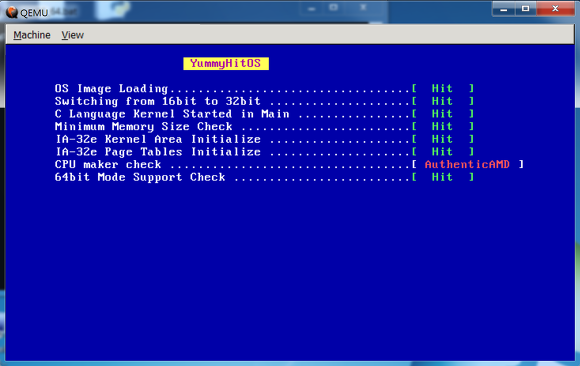 QEMU
64.bat
Machine View
YummyHitOS
OS Image Loading..................................[ Hit ]
Switching from 16bit to 32bit ....................[ Hit ]
C Language Kernel Started in Main ................[ Hit ]
Minimum Memory Size Check ........................[ Hit ]
IA-32e Kernel Area Initialize ....................[ Hit ]
IA-32e Page Tables Initialize ....................[ Hit ]
CPU maker check ..................................[ AuthenticAMD ]
64bit Mode Support Check .........................[ Hit ]